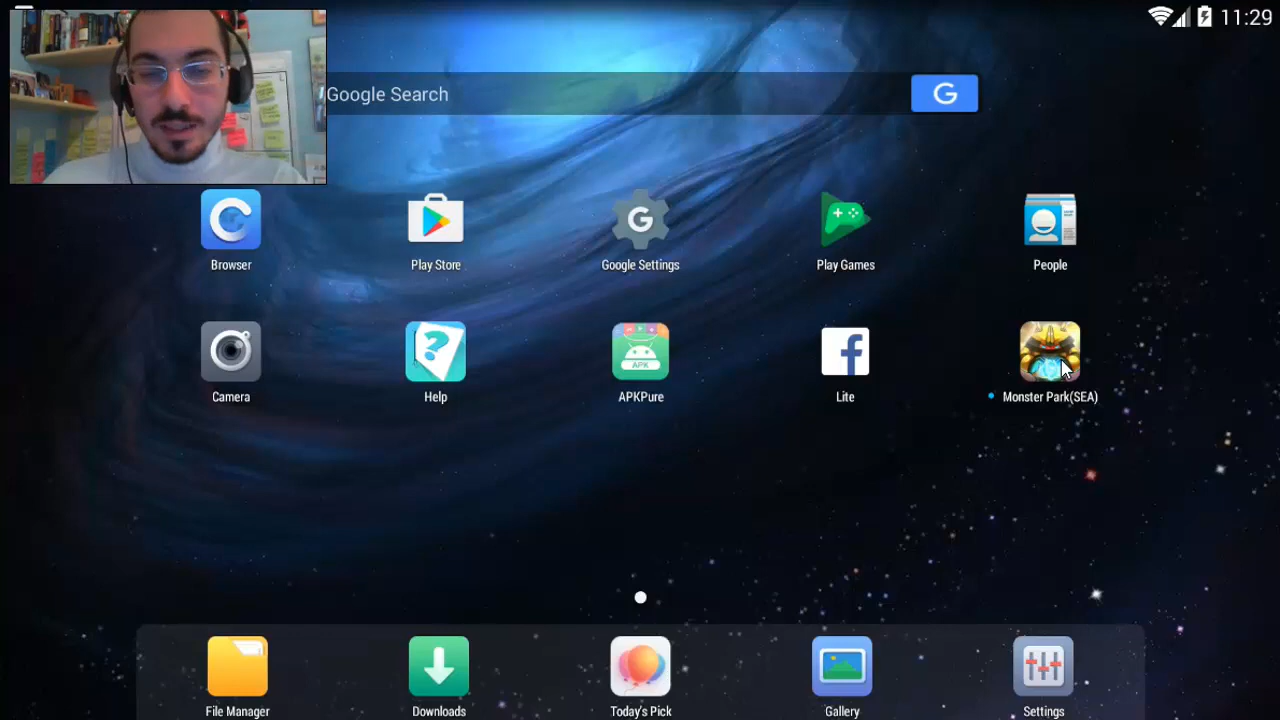 11:29
Google Search
G
Browser
Play Store
Google Settings
Play Games
People
Camera
Help
APKPure
Lite
Monster Park(SEA)
File Manager
Downloads
Today's Pick
Gallery
Settings